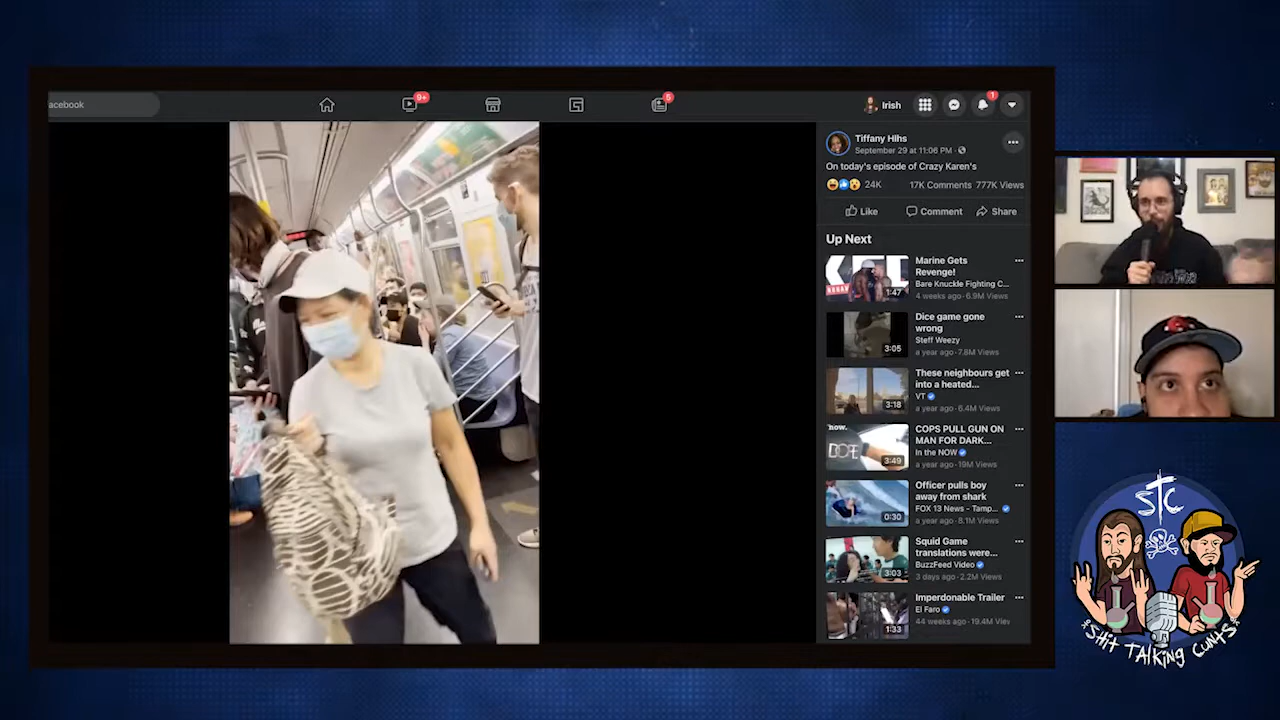 acebook
9+
5
Irish
1
Tiffany Hlhs
September 29 at 11:06 PM ·
On today's episode of Crazy Karen's
24K
17K Comments 777K Views
Like
Comment
Share
Up Next
1:47
Marine Gets
Revenge!
Bare Knuckle Fighting C...
4 weeks ago · 6.9M Views
3:05
Dice game gone
wrong
Steff Weezy
a year ago · 7.8M Views
3:18
These neighbours get
into a heated...
VT
a year ago · 6.4M Views
now.
DOPE
3:49
COPS PULL GUN ON
MAN FOR DARK...
In the NOW
a year ago · 19M Views
0:30
Officer pulls boy
away from shark
FOX 13 News - Tamp...
a year ago · 8.1M Views
3:03
Squid Game
translations were...
BuzzFeed Video
3 days ago · 2.2M Views
1:33
Imperdonable Trailer
El Faro
44 weeks ago · 19.4M Viev
STC
SHiT TALKiNG CUNTS